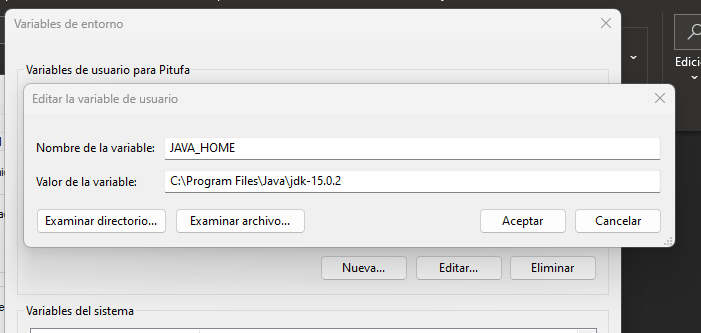 Variables de entorno
Edici
Variables de usuario para Pitufa
Editar la variable de usuario
Nombre de la variable: JAVA_HOME
Valor de la variable: C:\Program Files\Java\jdk-15.0.2
Examinar directorio... Examinar archivo... Aceptar Cancelar
Nueva... Editar... Eliminar
Variables del sistema